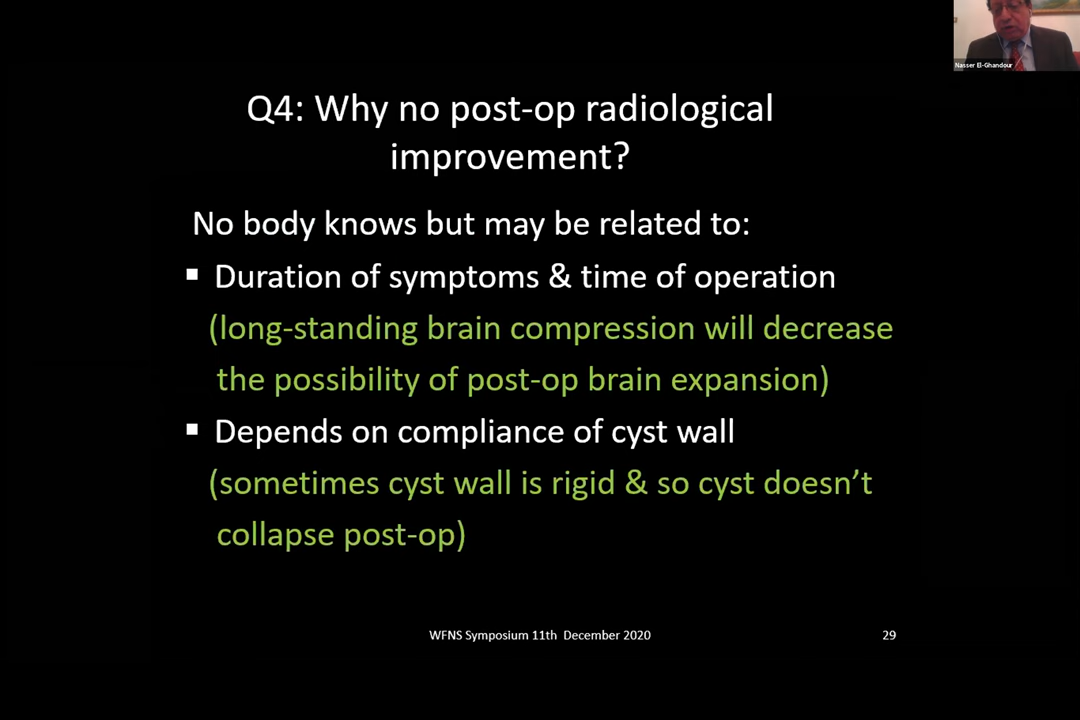 Nasser El-Ghandour
Q4: Why no post-op radiological
improvement?
No body knows but may be related to:
▪ Duration of symptoms & time of operation
(long-standing brain compression will decrease
the possibility of post-op brain expansion)
▪ Depends on compliance of cyst wall
(sometimes cyst wall is rigid & so cyst doesn’t
collapse post-op)
WFNS Symposium 11th December 2020
29